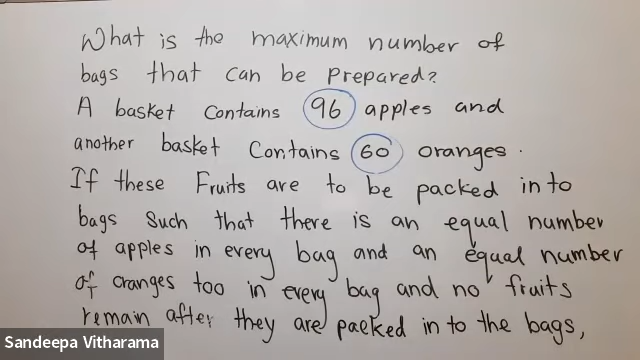 What is the maximum number of
bags that can be prepared?
A basket contains 96 apples and
another basket contains 60 oranges.
If these Fruits are to be packed in to
bags such that there is an equal number
of apples in every bag and an equal number
of oranges too in every bag and no fruits
remain after they are packed in to the bags,
Sandeepa Vitharama